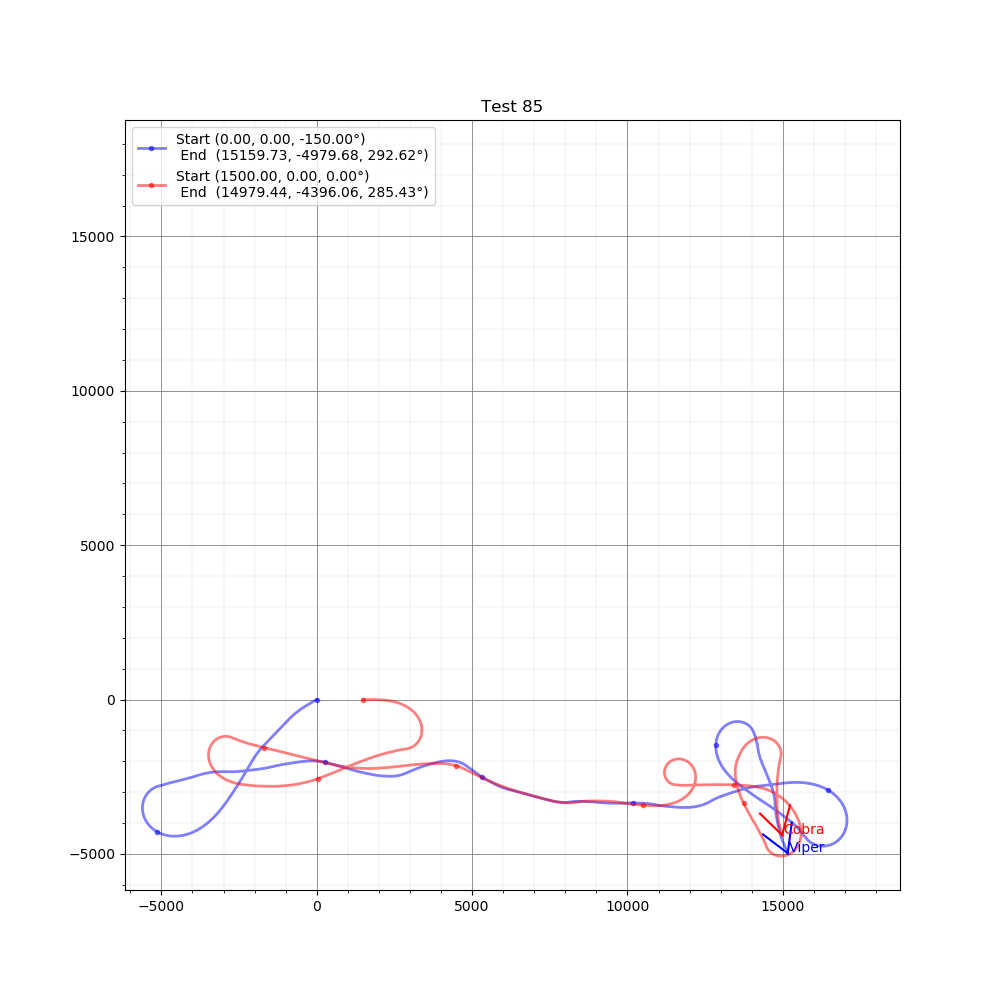 Test 85
Start (0.00, 0.00, -150.00°)
End  (15159.73, -4979.68, 292.62°)
Start (1500.00, 0.00, 0.00°)
End  (14979.44, -4396.06, 285.43°)
15000
10000
5000
0
−5000
Cobra
Viper
−5000
0
5000
10000
15000